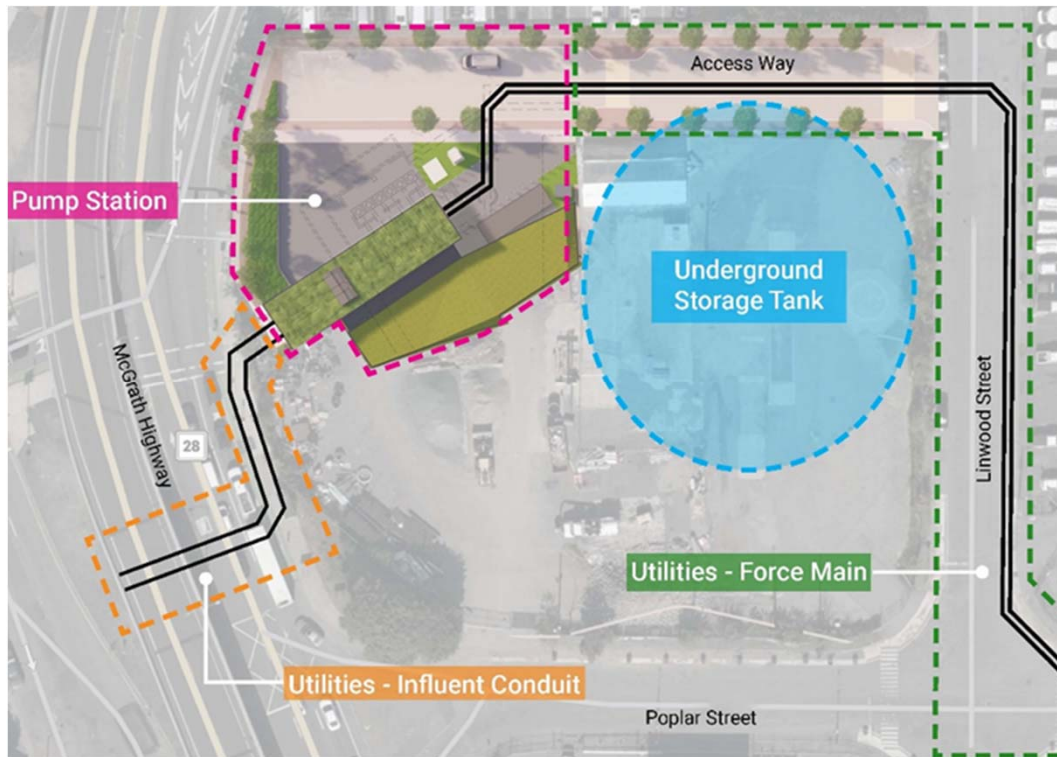 Access Way
Pump Station
Underground
Storage Tank
McGrath Highway
28
Linwood Street
Utilities - Force Main
Utilities - Influent Conduit
Poplar Street